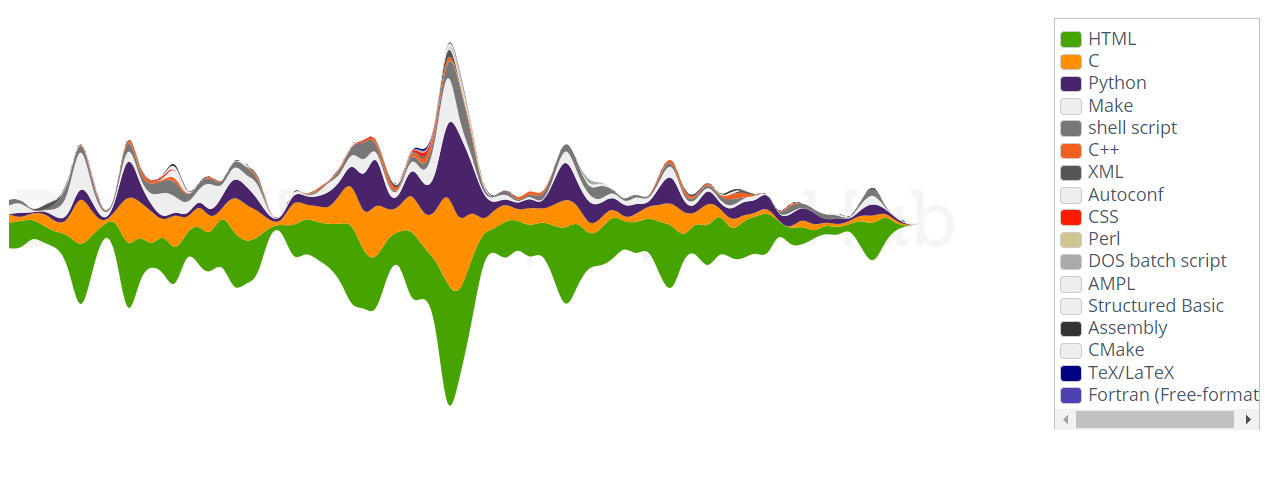 HTML
C
Python
Make
shell script
C++
XML
Autoconf
CSS
Perl
DOS batch script
AMPL
Structured Basic
Assembly
CMake
TeX/LaTeX
Fortran (Free-format